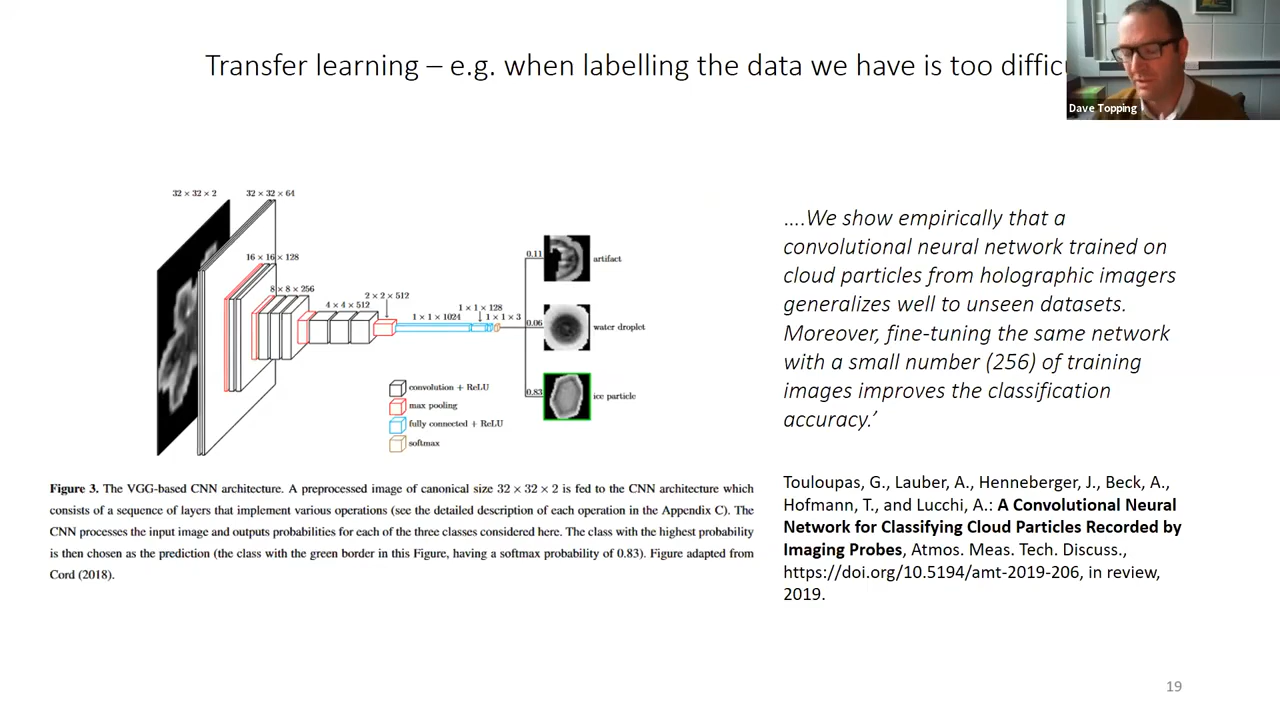 Transfer learning – e.g. when labelling the data we have is too diffic
Dave Topping
32 × 32 × 2
32 × 32 × 64
16 × 16 × 128
8 × 8 × 256
4 × 4 × 512
2 × 2 × 512
1 × 1 × 1024
1 × 1 × 128
1 × 1 × 3
0.11
artifact
0.06
water droplet
0.83
ice particle
convolution + ReLU
max pooling
fully connected + ReLU
softmax
Figure 3. The VGG-based CNN architecture. A preprocessed image of canonical size 32 × 32 × 2 is fed to the CNN architecture which
consists of a sequence of layers that implement various operations (see the detailed description of each operation in the Appendix C). The
CNN processes the input image and outputs probabilities for each of the three classes considered here. The class with the highest probability
is then chosen as the prediction (the class with the green border in this Figure, having a softmax probability of 0.83). Figure adapted from
Cord (2018).
....We show empirically that a
convolutional neural network trained on
cloud particles from holographic imagers
generalizes well to unseen datasets.
Moreover, fine-tuning the same network
with a small number (256) of training
images improves the classification
accuracy.’
Touloupas, G., Lauber, A., Henneberger, J., Beck, A.,
Hofmann, T., and Lucchi, A.: A Convolutional Neural
Network for Classifying Cloud Particles Recorded by
Imaging Probes, Atmos. Meas. Tech. Discuss.,
https://doi.org/10.5194/amt-2019-206, in review,
2019.
19